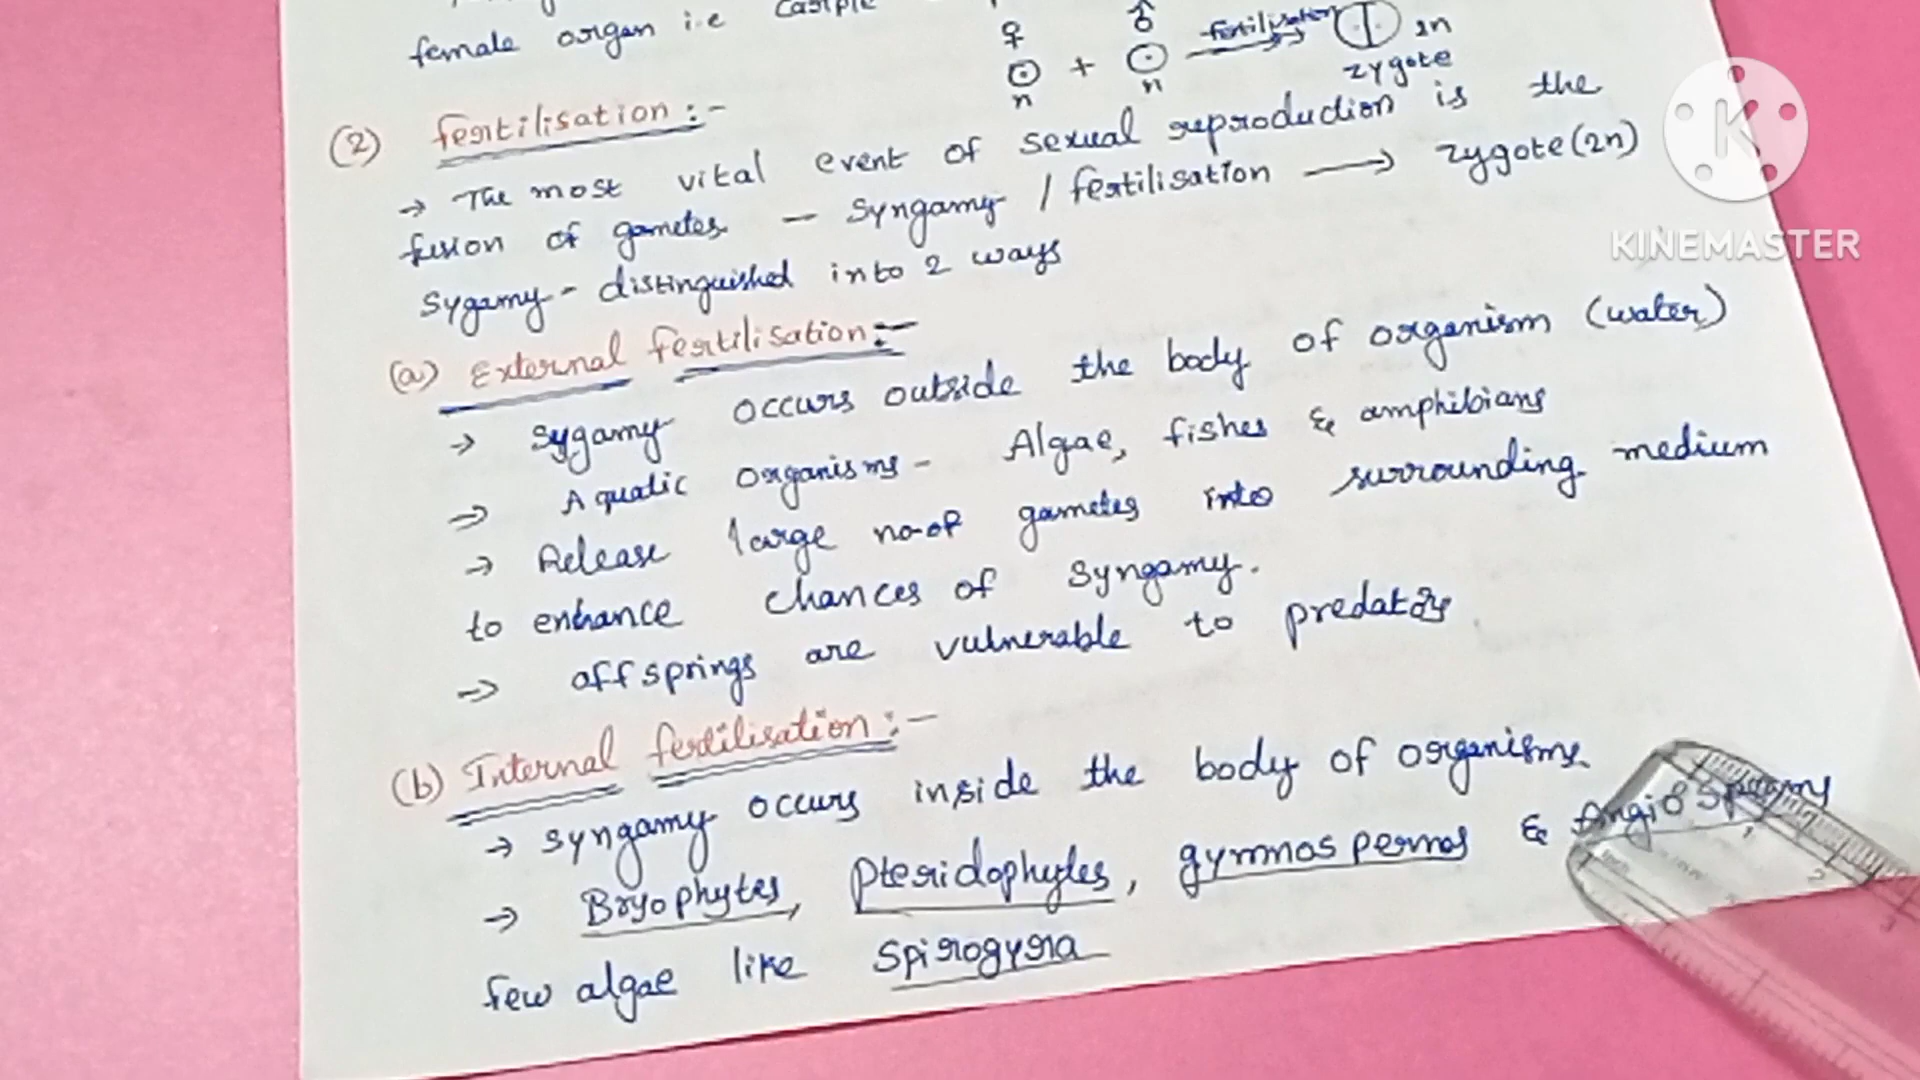 female organ i.e
♀ ♂ fertilisation
⊙ + ⊙ 2n
n n zygote
(2) fertilisation :-
→ The most vital event of sexual reproduction is the
fusion of gametes - syngamy / fertilisation → zygote (2n)
Sygamy - distinguished into 2 ways
(a) External fertilisation :-
→ Sygamy occurs outside the body of organism (water)
→ Aquatic organisms - Algae, fishes & amphibians
→ Release large no.of gametes into surrounding medium
to enhance chances of syngamy.
→ offsprings are vulnerable to predators
(b) Internal fertilisation :-
→ syngamy occurs inside the body of organisms
→ Bryophytes, Pteridophytes, gymnosperms &
few algae like spirogyra
K
KINEMASTER